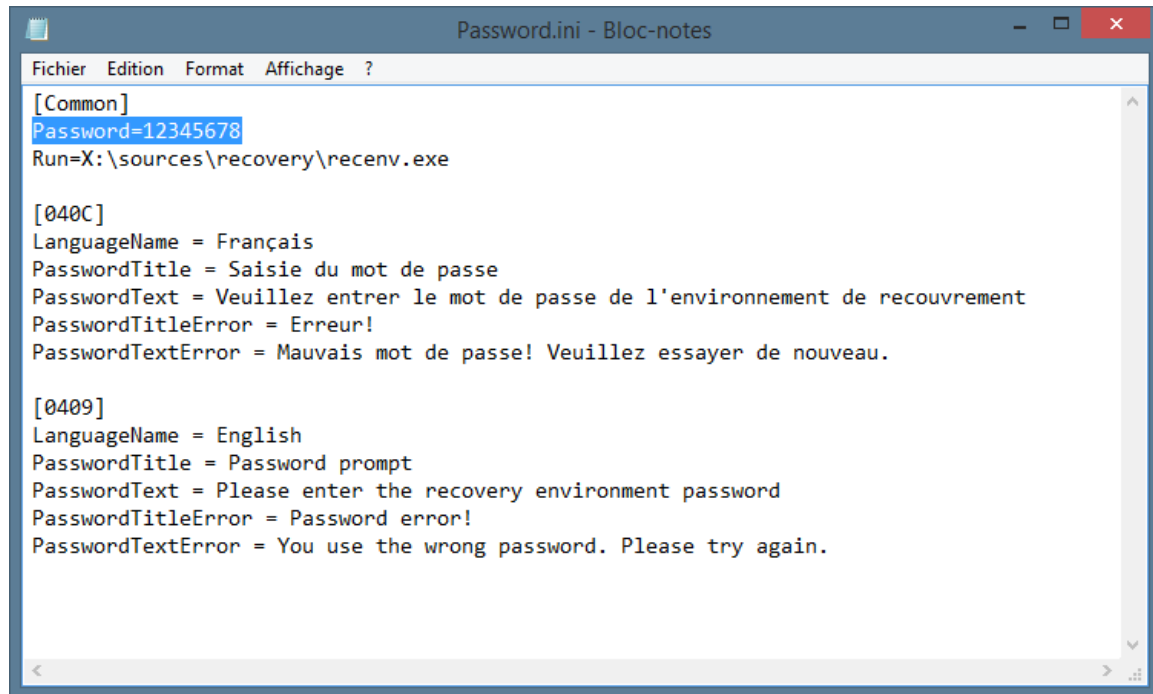 Password.ini - Bloc-notes
Fichier Edition Format Affichage ?
[Common]
Password=12345678
Run=X:\sources\recovery\recenv.exe
[040C]
LanguageName = Français
PasswordTitle = Saisie du mot de passe
PasswordText = Veuillez entrer le mot de passe de l'environnement de recouvrement
PasswordTitleError = Erreur!
PasswordTextError = Mauvais mot de passe! Veuillez essayer de nouveau.
[0409]
LanguageName = English
PasswordTitle = Password prompt
PasswordText = Please enter the recovery environment password
PasswordTitleError = Password error!
PasswordTextError = You use the wrong password. Please try again.